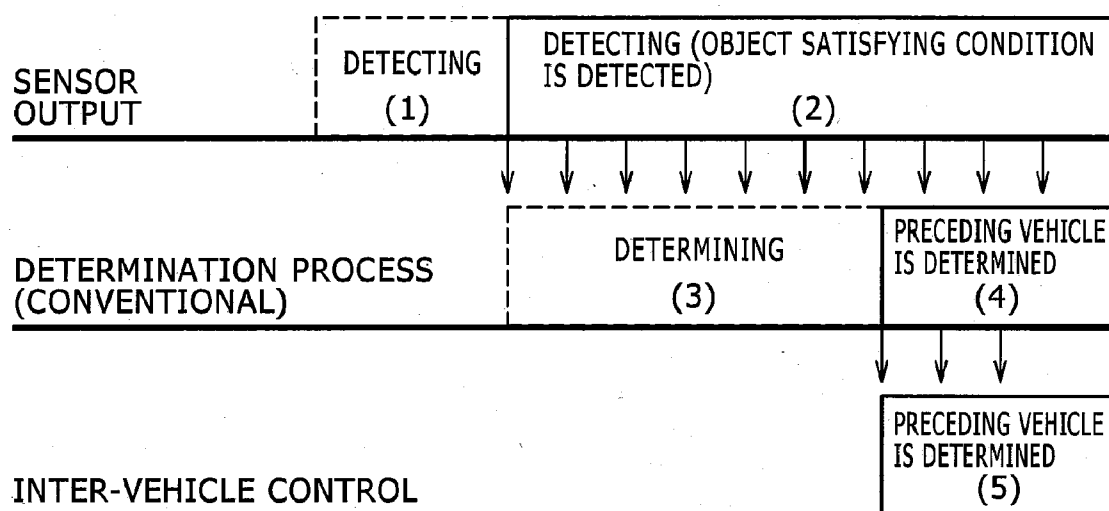 SENSOR
OUTPUT
DETECTING
(1)
DETECTING (OBJECT SATISFYING CONDITION
IS DETECTED)
(2)
DETERMINATION PROCESS
(CONVENTIONAL)
DETERMINING
(3)
PRECEDING VEHICLE
IS DETERMINED
(4)
INTER-VEHICLE CONTROL
PRECEDING VEHICLE
IS DETERMINED
(5)